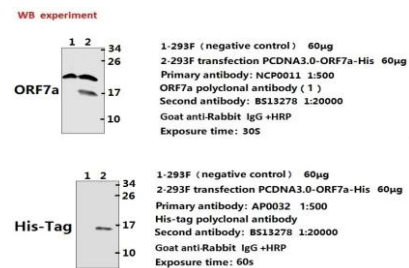 WB experiment
1 2
34
26
17
10
ORF7a
1-293F (negative control) 60μg
2-293F transfection PCDNA3.0-ORF7a-His 60μg
Primary antibody: NCP0011 1:500
ORF7a polyclonal antibody (1)
Second antibody: BS13278 1:20000
Goat anti-Rabbit IgG +HRP
Exposure time: 30S
1 2
34
26
17
10
His-Tag
1-293F (negative control) 60μg
2-293F transfection PCDNA3.0-ORF7a-His 60μg
Primary antibody: AP0032 1:500
His-tag polyclonal antibody
Second antibody: BS13278 1:20000
Goat anti-Rabbit IgG +HRP
Exposure time: 60s